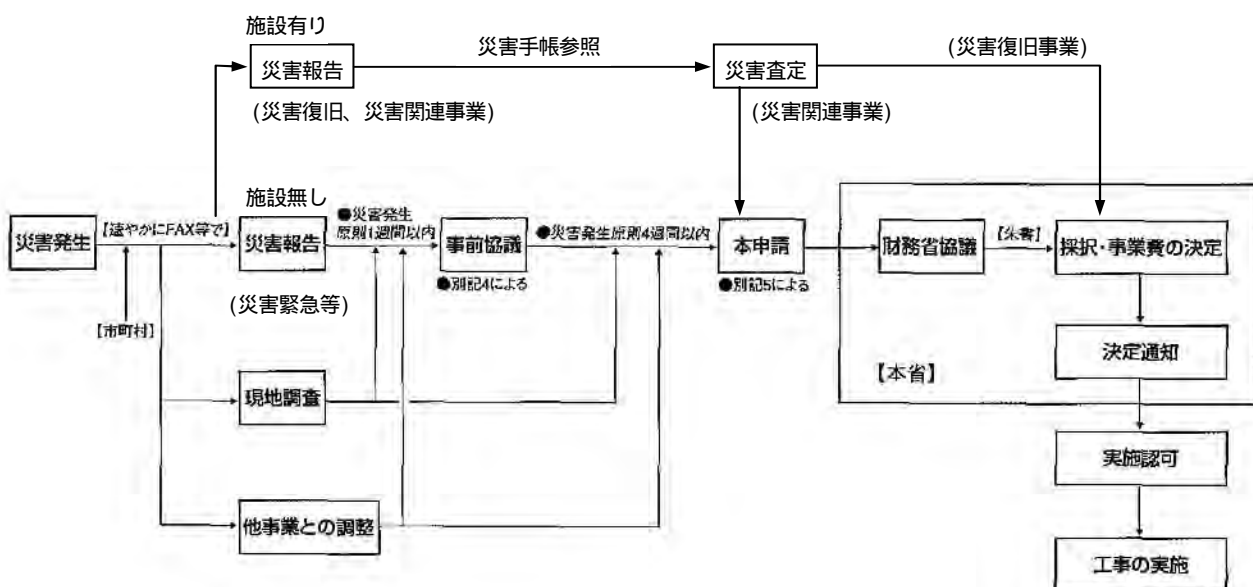 施設有り
災害報告
災害手帳参照
災害査定
(災害復旧事業)
(災害復旧、災害関連事業)
(災害関連事業)
施設無し
災害発生
【速やかにFAX等で】
災害報告
●災害発生
原則1週間以内
事前協議
●災害発生原則4週間以内
本申請
財務省協議
【朱書】
採択・事業費の決定
●別記4による
●別記5による
(災害緊急等)
【市町村】
決定通知
【本省】
現地調査
実施認可
他事業との調整
工事の実施